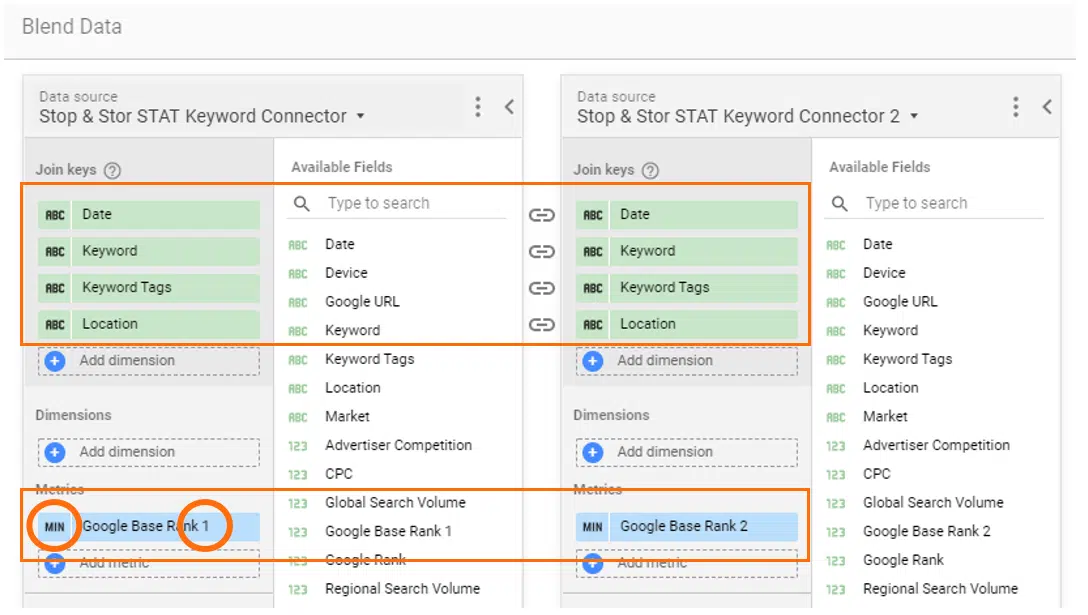 Blend Data
Data source
Stop & Stor STAT Keyword Connector
Join keys ?
ABC Date
ABC Keyword
ABC Keyword Tags
ABC Location
+ Add dimension
Dimensions
+ Add dimension
Metrics
MIN Google Base Rank 1
+ Add metric
Available Fields
Type to search
ABC Date
ABC Device
ABC Google URL
ABC Keyword
ABC Keyword Tags
ABC Location
ABC Market
123 Advertiser Competition
123 CPC
123 Global Search Volume
123 Google Base Rank 1
123 Google Rank
123 Regional Search Volume
Data source
Stop & Stor STAT Keyword Connector 2
Join keys ?
ABC Date
ABC Keyword
ABC Keyword Tags
ABC Location
+ Add dimension
Dimensions
+ Add dimension
Metrics
MIN Google Base Rank 2
+ Add metric
Available Fields
Type to search
ABC Date
ABC Device
ABC Google URL
ABC Keyword
ABC Keyword Tags
ABC Location
ABC Market
123 Advertiser Competition
123 CPC
123 Global Search Volume
123 Google Base Rank 2
123 Google Rank
123 Regional Search Volume